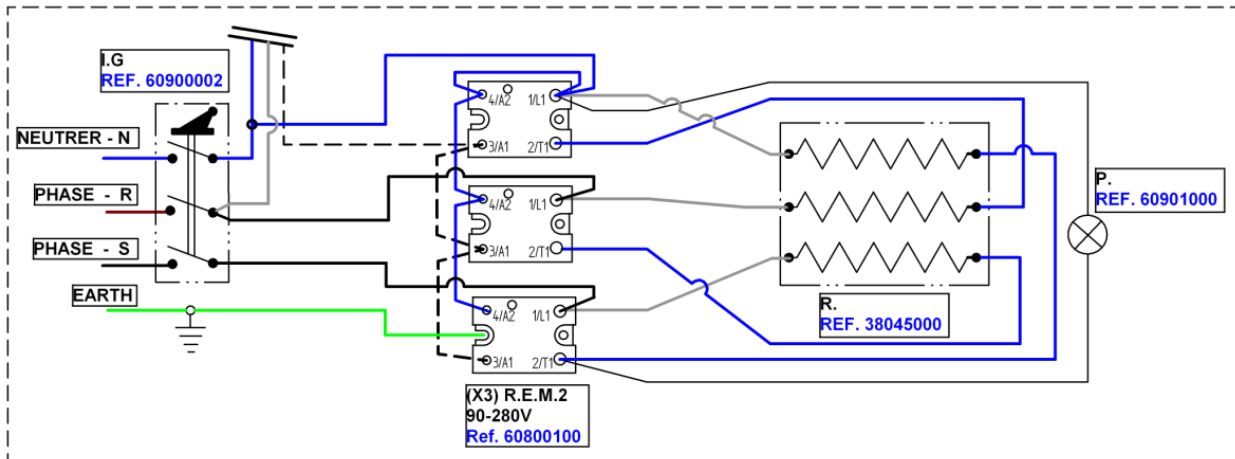 I.G
REF. 60900002
NEUTRER - N
PHASE - R
PHASE - S
EARTH
4/A2 1/L1
3/A1 2/T1
4/A2 1/L1
3/A1 2/T1
4/A2 1/L1
3/A1 2/T1
(X3) R.E.M.2
90-280V
Ref. 60800100
R.
REF. 38045000
P.
REF. 60901000